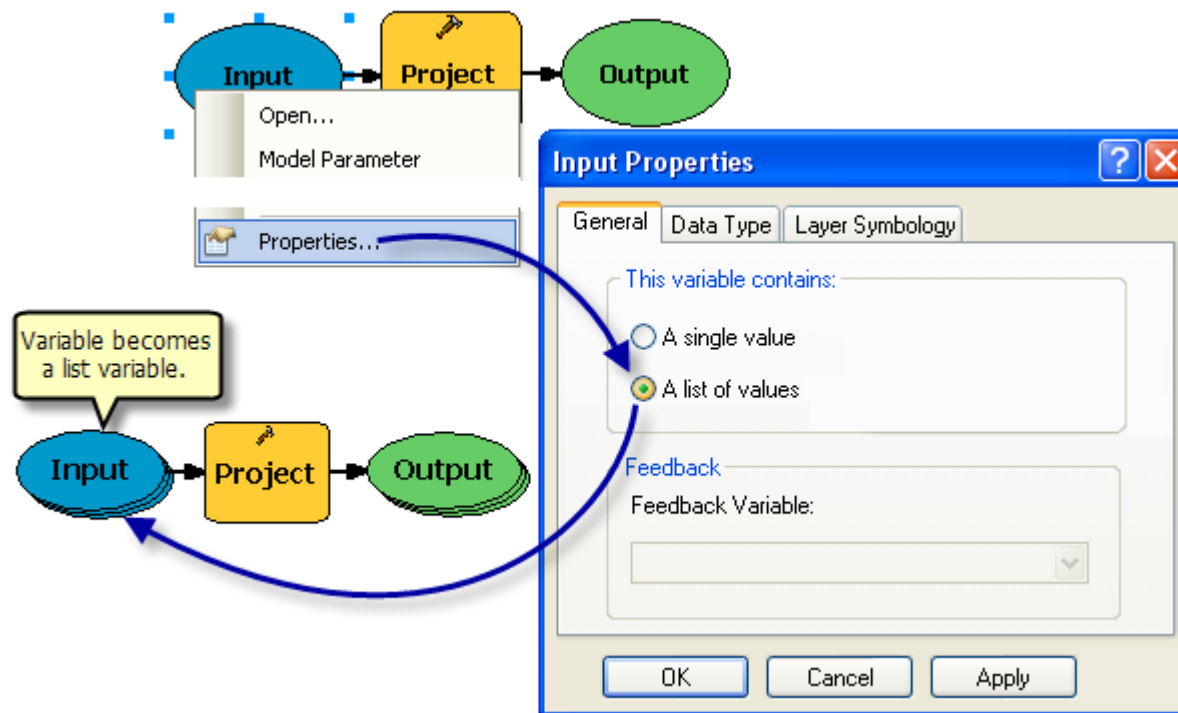 Input
Project
Output
Open...
Model Parameter
Properties...
Input Properties
?
General
Data Type
Layer Symbology
This variable contains:
A single value
A list of values
Variable becomes
a list variable.
Input
Project
Output
Feedback
Feedback Variable:
OK
Cancel
Apply